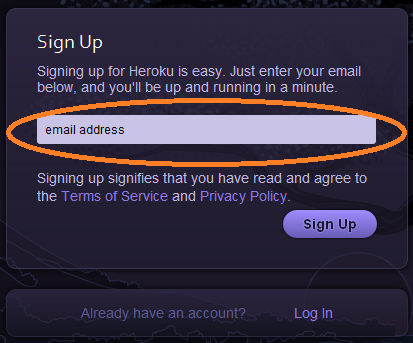 Sign Up
Signing up for Heroku is easy. Just enter your email
below, and you'll be up and running in a minute.
email address
Signing up signifies that you have read and agree to
the Terms of Service and Privacy Policy.
Sign Up
Already have an account? Log In